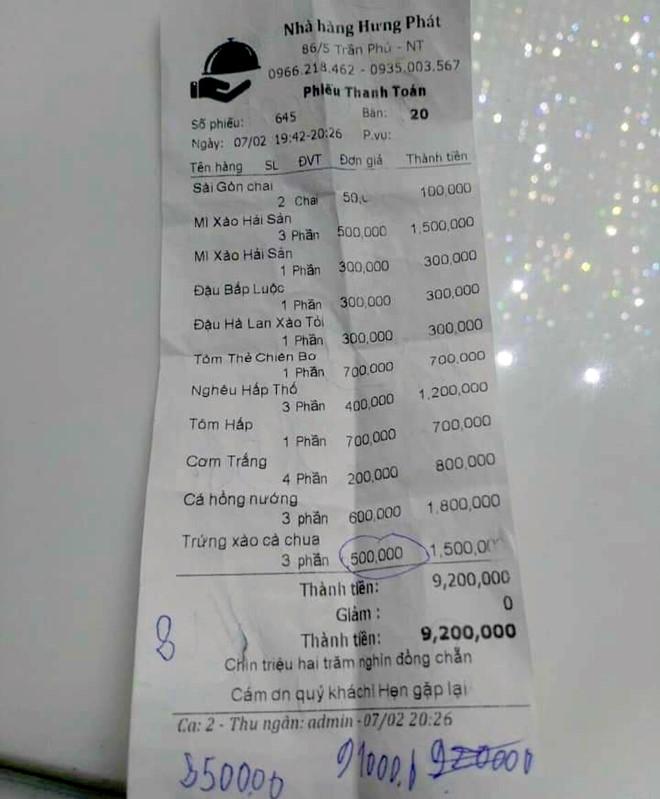 Nhà hàng Hưng Phát
86/5 Trần Phú - NT
0966.218.462 - 0935.003.567
Phiếu Thanh Toán
Số phiếu: 645 Bàn: 20
Ngày: 07/02 19:42-20:26 P.vụ:
Tên hàng SL ĐVT Đơn giá Thành tiền
Sài Gòn chai
2 Chai 50,0 100,000
Mì Xào Hải Sản
3 Phần 500,000 1,500,000
Mì Xào Hải Sản
1 Phần 300,000 300,000
Đậu Bắp Luộc
1 Phần 300,000 300,000
Đậu Hà Lan Xào Tỏi
1 Phần 300,000 300,000
Tôm Thẻ Chiên Bơ
1 Phần 700,000 700,000
Nghêu Hấp Thố
3 Phần 400,000 1,200,000
Tôm Hấp
1 Phần 700,000 700,000
Cơm Trắng
4 Phần 200,000 800,000
Cá hồng nướng
3 phần 600,000 1,800,000
Trứng xào cà chua
3 phần 500,000 1,500,000
Thành tiền: 9,200,000
Giảm : 0
Thành tiền: 9,200,000
8
Chín triệu hai trăm nghìn đồng chẵn
Cám ơn quý khách! Hẹn gặp lại
Ca: 2 - Thu ngân: admin - 07/02 20:26